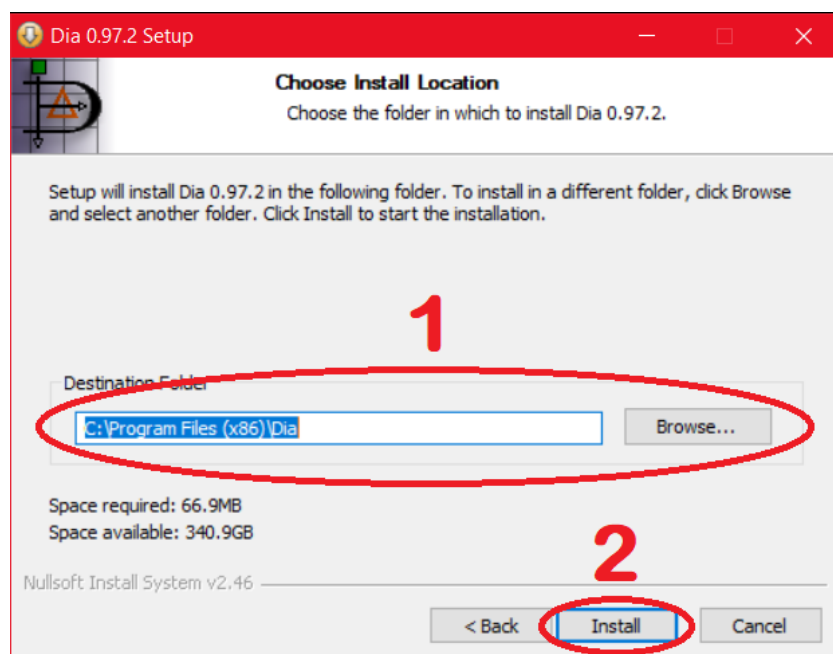 Dia 0.97.2 Setup
Choose Install Location
Choose the folder in which to install Dia 0.97.2.
Setup will install Dia 0.97.2 in the following folder. To install in a different folder, click Browse
and select another folder. Click Install to start the installation.
1
Destination Folder
C:\Program Files (x86)\Dia
Browse...
Space required: 66.9MB
Space available: 340.9GB
2
Nullsoft Install System v2.46
< Back
Install
Cancel